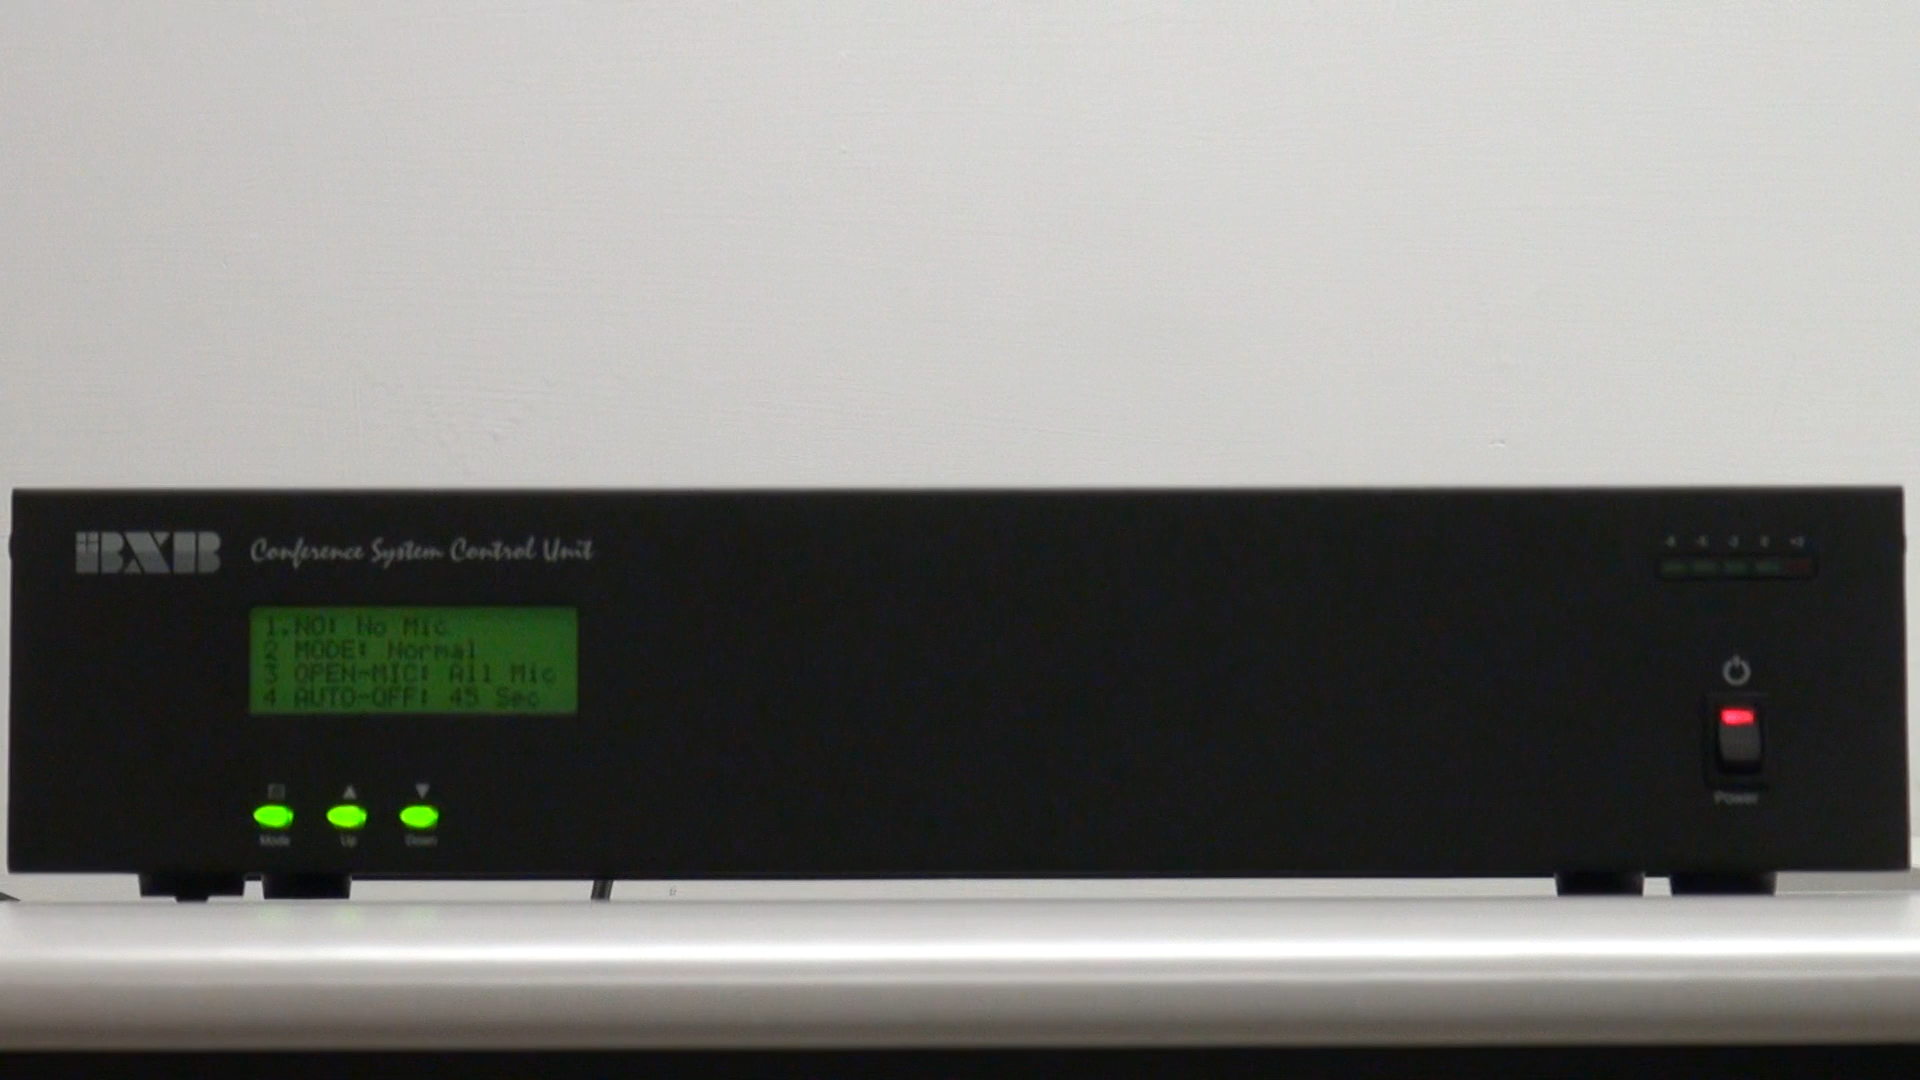 BXB Conference System Control Unit
1.NO: No Mic
2 MODE: Normal
3 OPEN-MIC: All Mic
4 AUTO-OFF: 45 Sec
Mode Up Down
Power